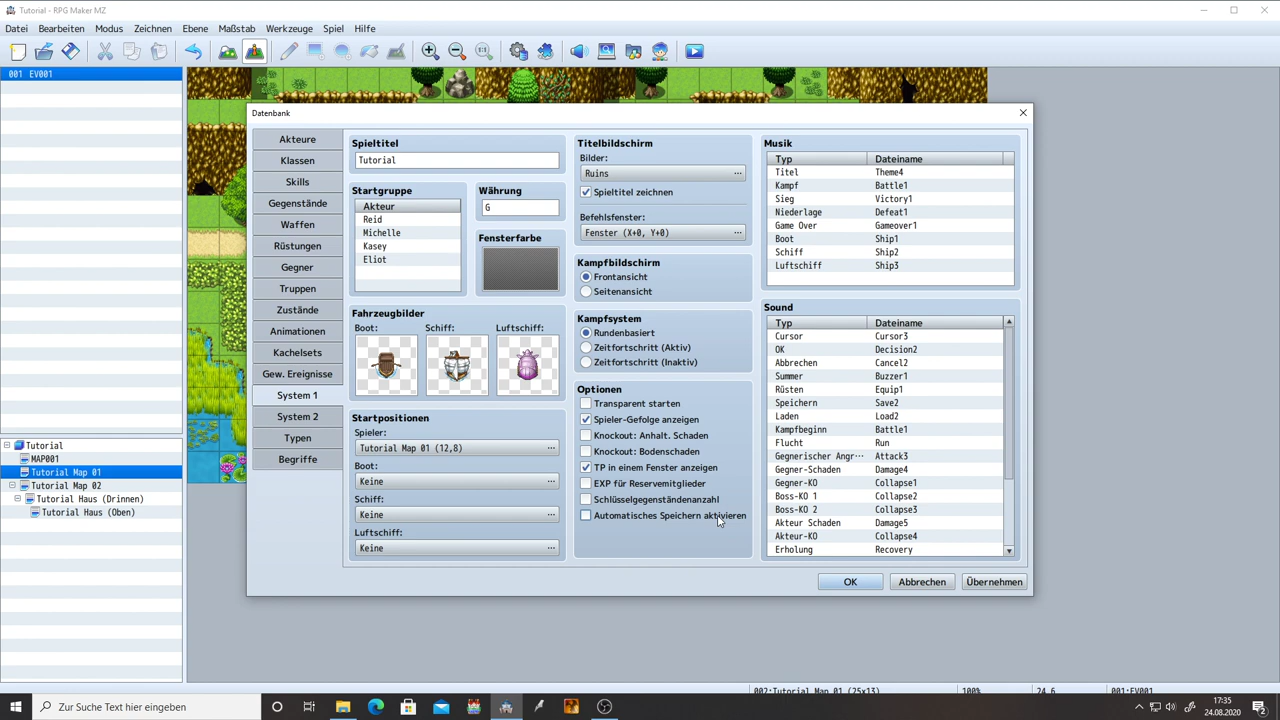 Tutorial - RPG Maker MZ
Datei Bearbeiten Modus Zeichnen Ebene Maßstab Werkzeuge Spiel Hilfe
001 EV001
Datenbank
Akteure
Klassen
Skills
Gegenstände
Waffen
Rüstungen
Gegner
Truppen
Zustände
Animationen
Kachelsets
Gew. Ereignisse
System 1
System 2
Typen
Begriffe
Spieltitel
Tutorial
Startgruppe
Akteur
Reid
Michelle
Kasey
Eliot
Währung
G
Fensterfarbe
Fahrzeugbilder
Boot: Schiff: Luftschiff:
Startpositionen
Spieler:
Tutorial Map 01 (12,8) ...
Boot:
Keine ...
Schiff:
Keine ...
Luftschiff:
Keine ...
Titelbildschirm
Bilder:
Ruins ...
Spieltitel zeichnen
Befehlsfenster:
Fenster (X+0, Y+0) ...
Kampfbildschirm
Frontansicht
Seitenansicht
Kampfsystem
Rundenbasiert
Zeitfortschritt (Aktiv)
Zeitfortschritt (Inaktiv)
Optionen
Transparent starten
Spieler-Gefolge anzeigen
Knockout: Anhalt. Schaden
Knockout: Bodenschaden
TP in einem Fenster anzeigen
EXP für Reservemitglieder
Schlüsselgegenständenanzahl
Automatisches Speichern aktivieren
Musik
Typ Dateiname
Titel Theme4
Kampf Battle1
Sieg Victory1
Niederlage Defeat1
Game Over Gameover1
Boot Ship1
Schiff Ship2
Luftschiff Ship3
Sound
Typ Dateiname
Cursor Cursor3
OK Decision2
Abbrechen Cancel2
Summer Buzzer1
Rüsten Equip1
Speichern Save2
Laden Load2
Kampfbeginn Battle1
Flucht Run
Gegnerischer Angr··· Attack3
Gegner-Schaden Damage4
Gegner-KO Collapse1
Boss-KO 1 Collapse2
Boss-KO 2 Collapse3
Akteur Schaden Damage5
Akteur-KO Collapse4
Erholung Recovery
OK Abbrechen Übernehmen
Tutorial
MAP001
Tutorial Map 01
Tutorial Map 02
Tutorial Haus (Drinnen)
Tutorial Haus (Oben)
002:Tutorial Map 01 (25x13) 100% 24,6 001:EV001
Zur Suche Text hier eingeben
17:35
24.08.2020
2